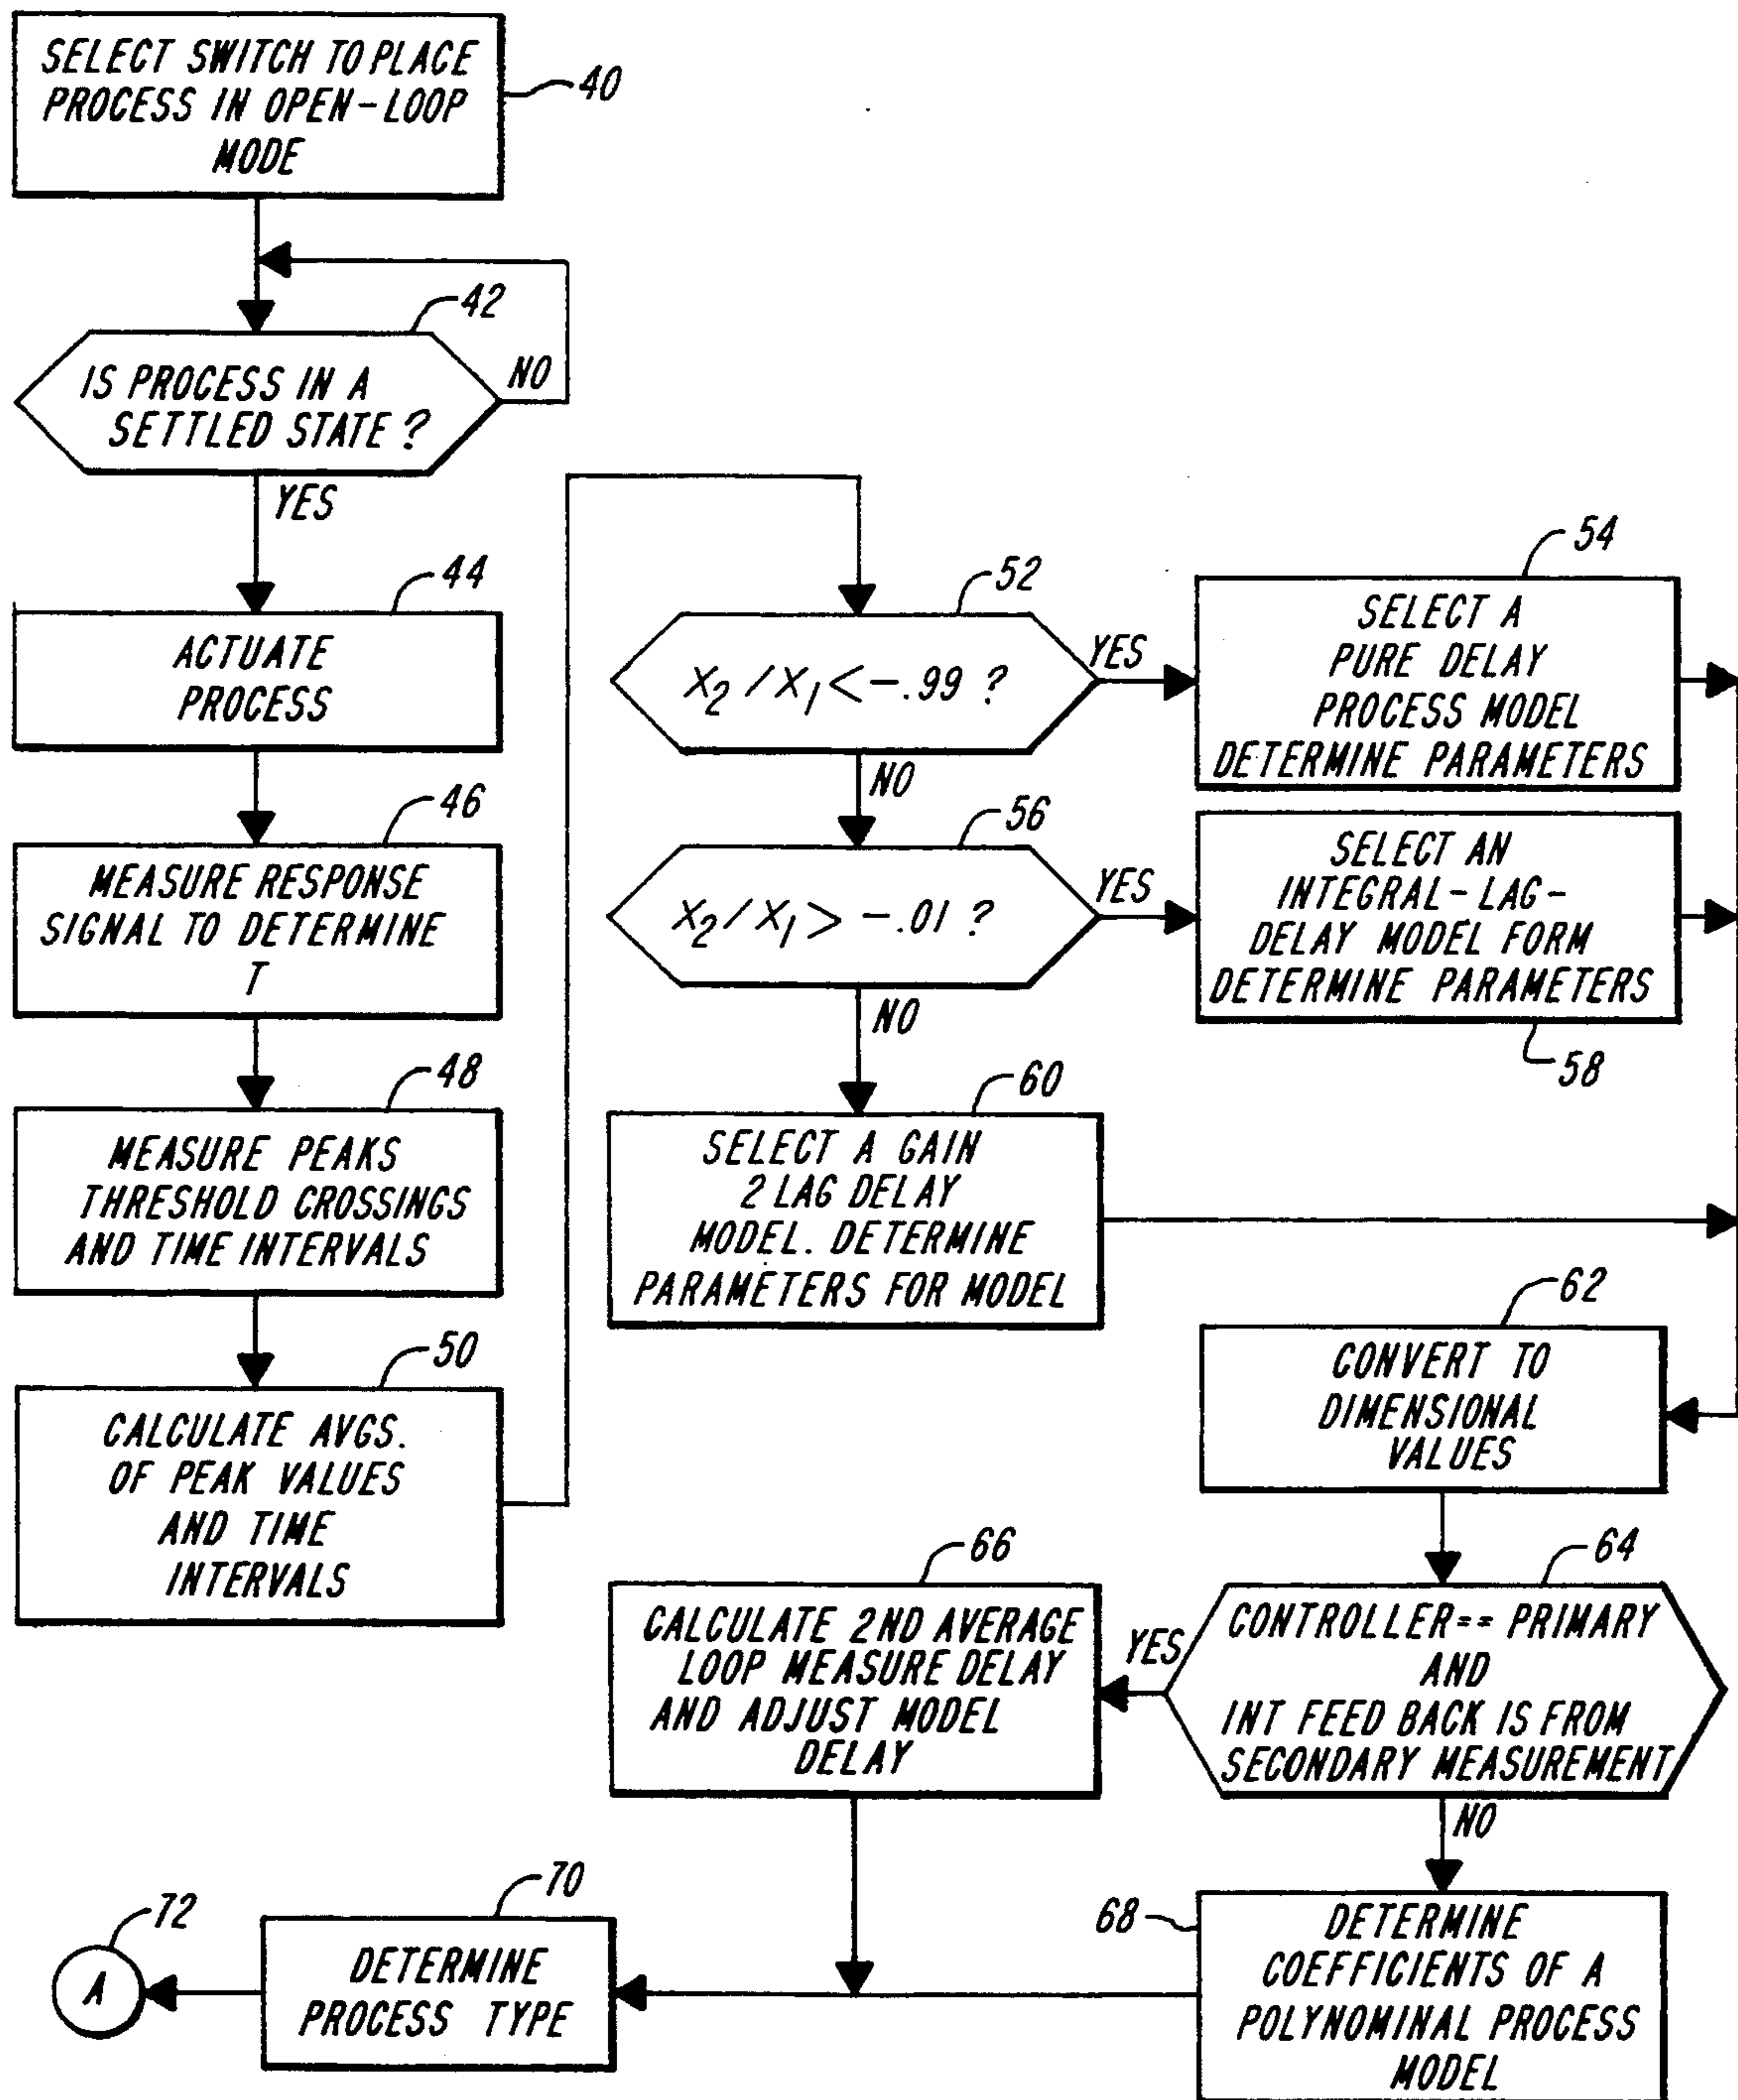 SELECT SWITCH TO PLACE
PROCESS IN OPEN-LOOP
MODE
40
42
IS PROCESS IN A
SETTLED STATE ?
NO
YES
44
ACTUATE
PROCESS
46
MEASURE RESPONSE
SIGNAL TO DETERMINE
T
48
MEASURE PEAKS
THRESHOLD CROSSINGS
AND TIME INTERVALS
50
CALCULATE AVGS.
OF PEAK VALUES
AND TIME
INTERVALS
52
X2 / X1 < -.99 ?
YES
NO
54
SELECT A
PURE DELAY
PROCESS MODEL
DETERMINE PARAMETERS
56
X2 / X1 > -.01 ?
YES
NO
SELECT AN
INTEGRAL-LAG-
DELAY MODEL FORM
DETERMINE PARAMETERS
58
60
SELECT A GAIN
2 LAG DELAY
MODEL. DETERMINE
PARAMETERS FOR MODEL
62
CONVERT TO
DIMENSIONAL
VALUES
64
CONTROLLER== PRIMARY
AND
INT FEED BACK IS FROM
SECONDARY MEASUREMENT
YES
NO
66
CALCULATE 2ND AVERAGE
LOOP MEASURE DELAY
AND ADJUST MODEL
DELAY
68
DETERMINE
COEFFICIENTS OF A
POLYNOMINAL PROCESS
MODEL
70
DETERMINE
PROCESS TYPE
72
A